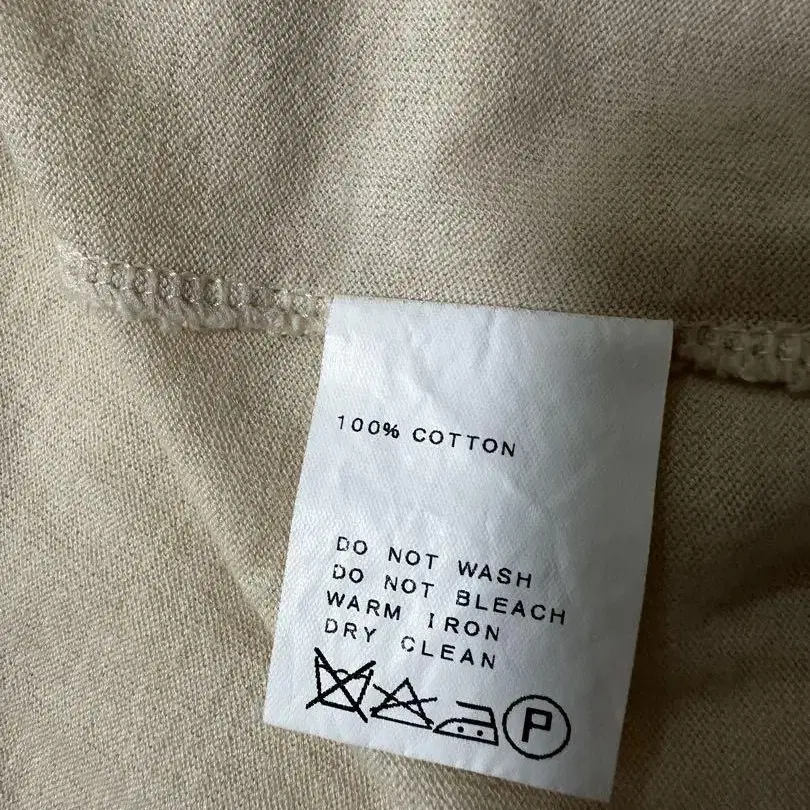 100% COTTON
DO NOT WASH
DO NOT BLEACH
WARM IRON
DRY CLEAN
P